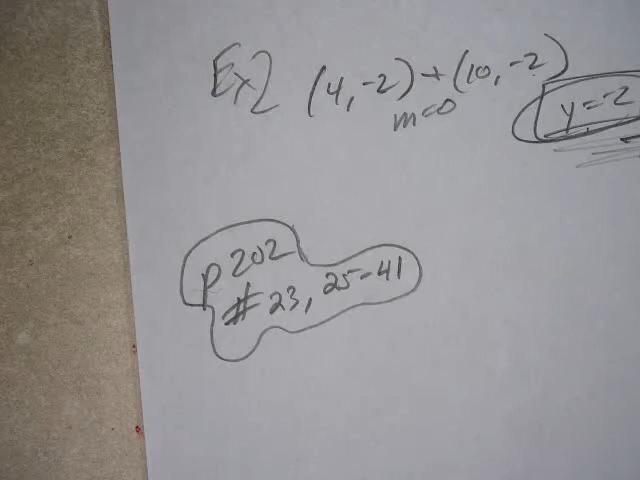 Ex2 (4,-2) + (10,-2)
m=0
y=-2
p 202
# 23, 25-41